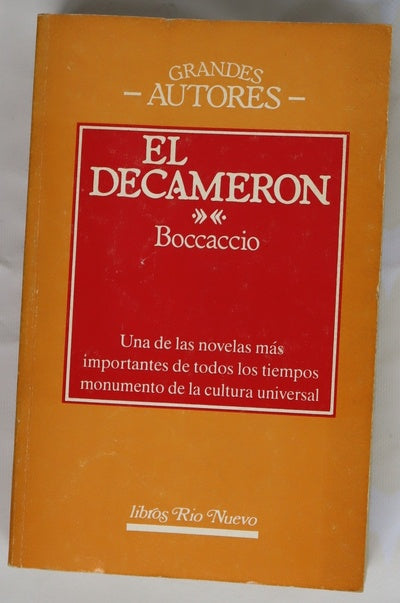 GRANDES
- AUTORES -
EL
DECAMERON
»«
Boccaccio
Una de las novelas más
importantes de todos los tiempos
monumento de la cultura universal
libros Río Nuevo